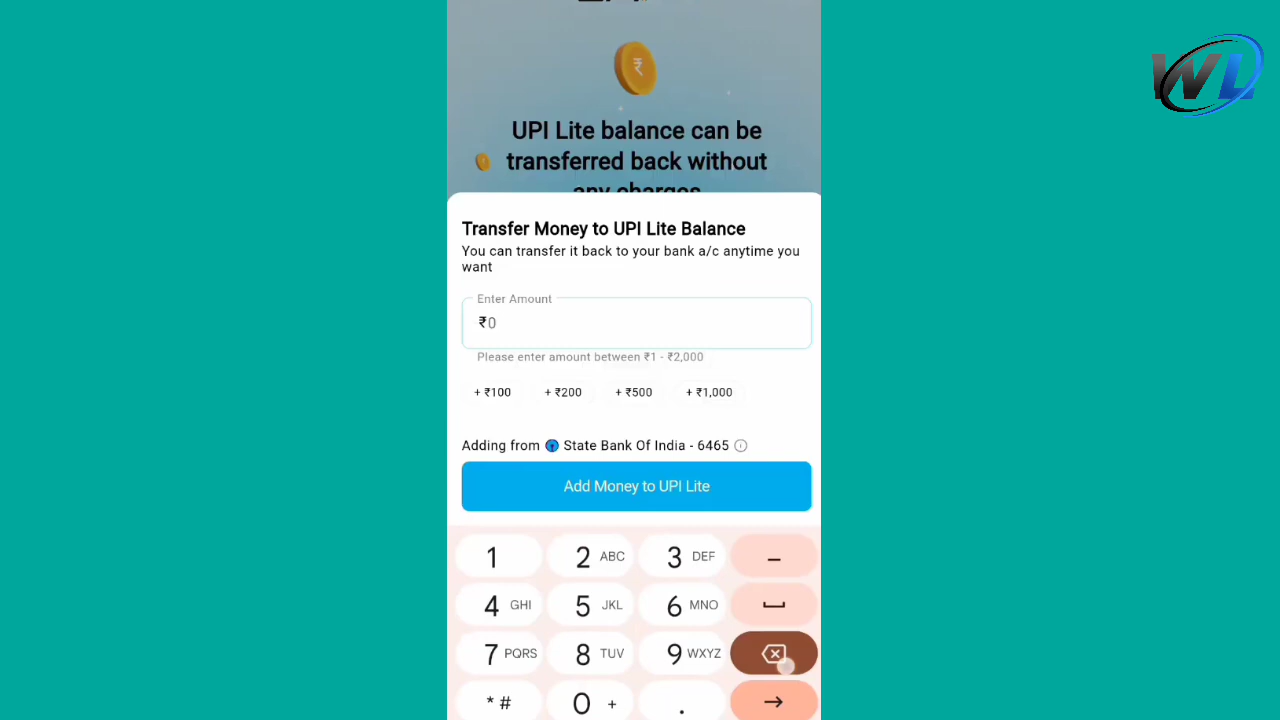 UPI Lite balance can be
transferred back without
any charges
Transfer Money to UPI Lite Balance
You can transfer it back to your bank a/c anytime you
want
Enter Amount
₹0
Please enter amount between ₹1 - ₹2,000
+ ₹100 + ₹200 + ₹500 + ₹1,000
Adding from State Bank Of India - 6465
Add Money to UPI Lite
1 2 ABC 3 DEF –
4 GHI 5 JKL 6 MNO
7 PQRS 8 TUV 9 WXYZ
* # 0 + .
WL